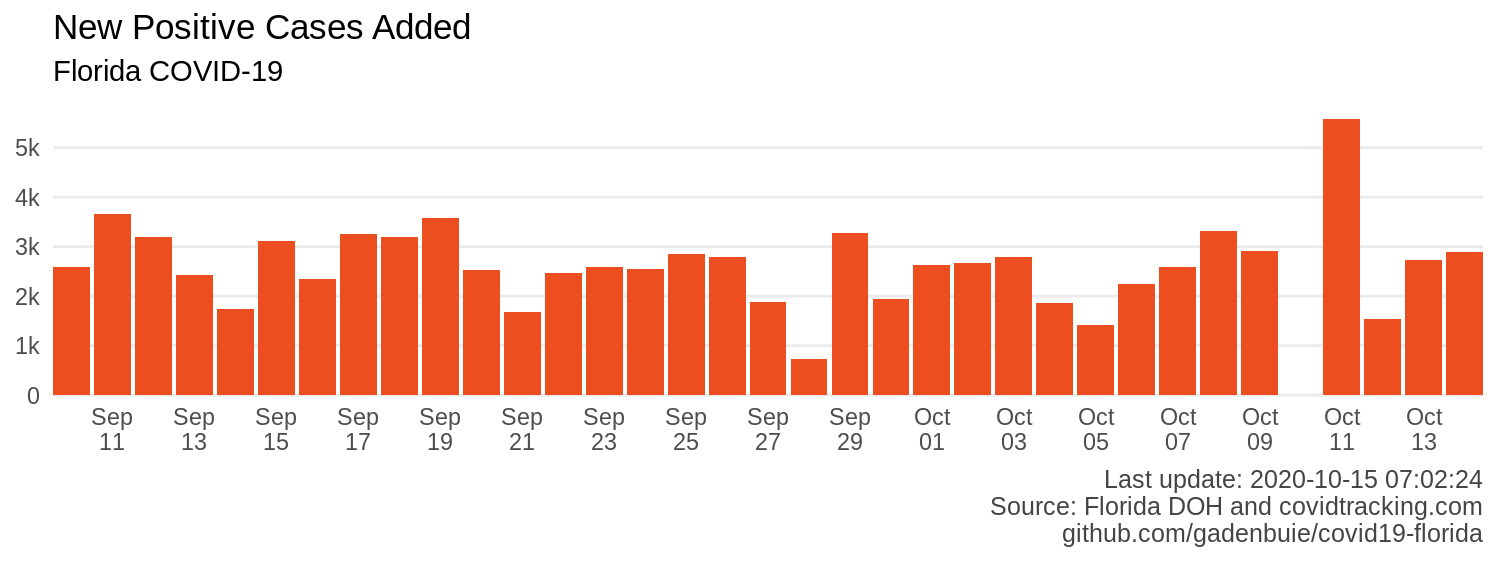 New Positive Cases Added
Florida COVID-19
5k
4k
3k
2k
1k
0
Sep Sep Sep Sep Sep Sep Sep Sep Sep Sep Oct Oct Oct Oct Oct Oct Oct
11 13 15 17 19 21 23 25 27 29 01 03 05 07 09 11 13
Last update: 2020-10-15 07:02:24
Source: Florida DOH and covidtracking.com
github.com/gadenbuie/covid19-florida